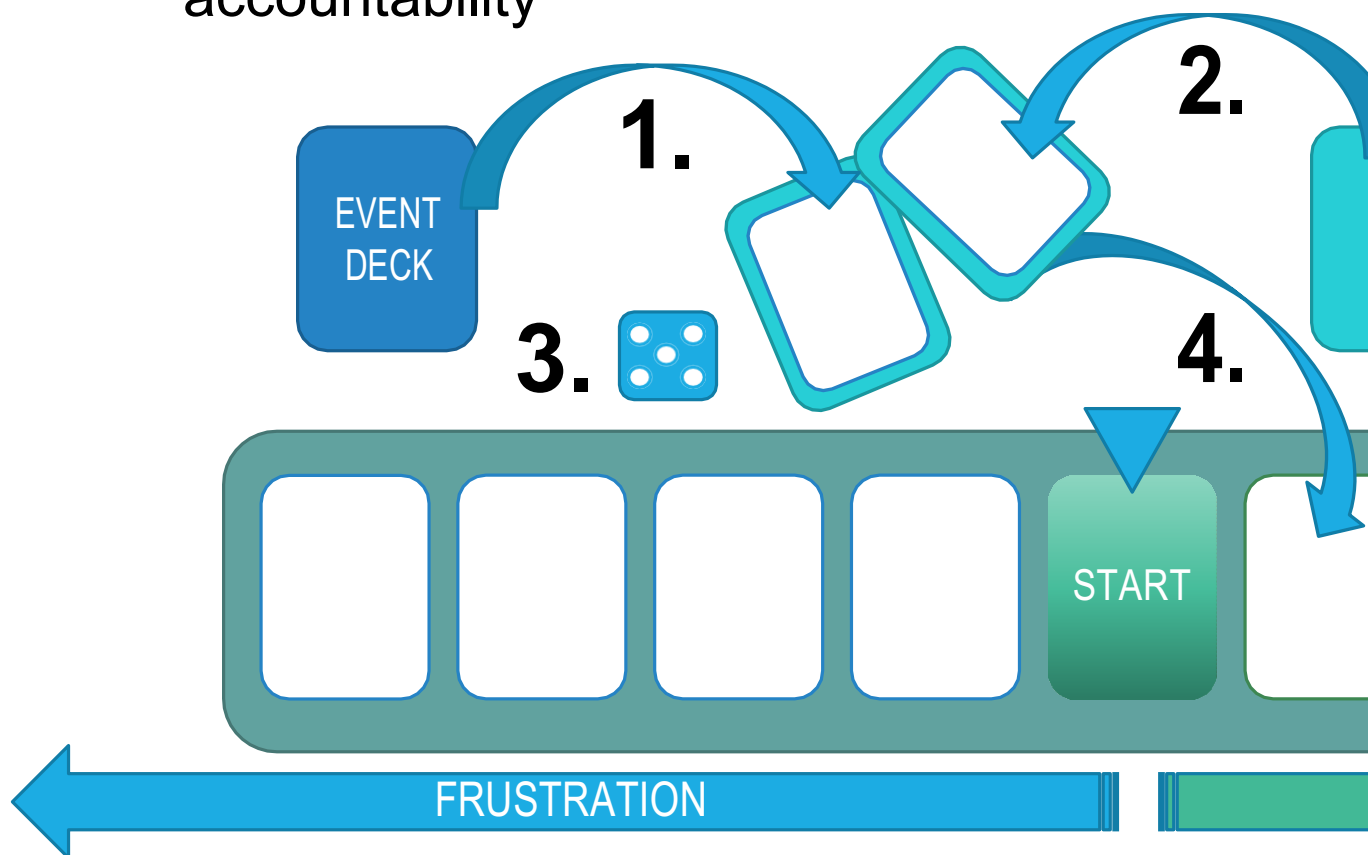 accountability
1.
2.
EVENT
DECK
3.
4.
START
FRUSTRATION